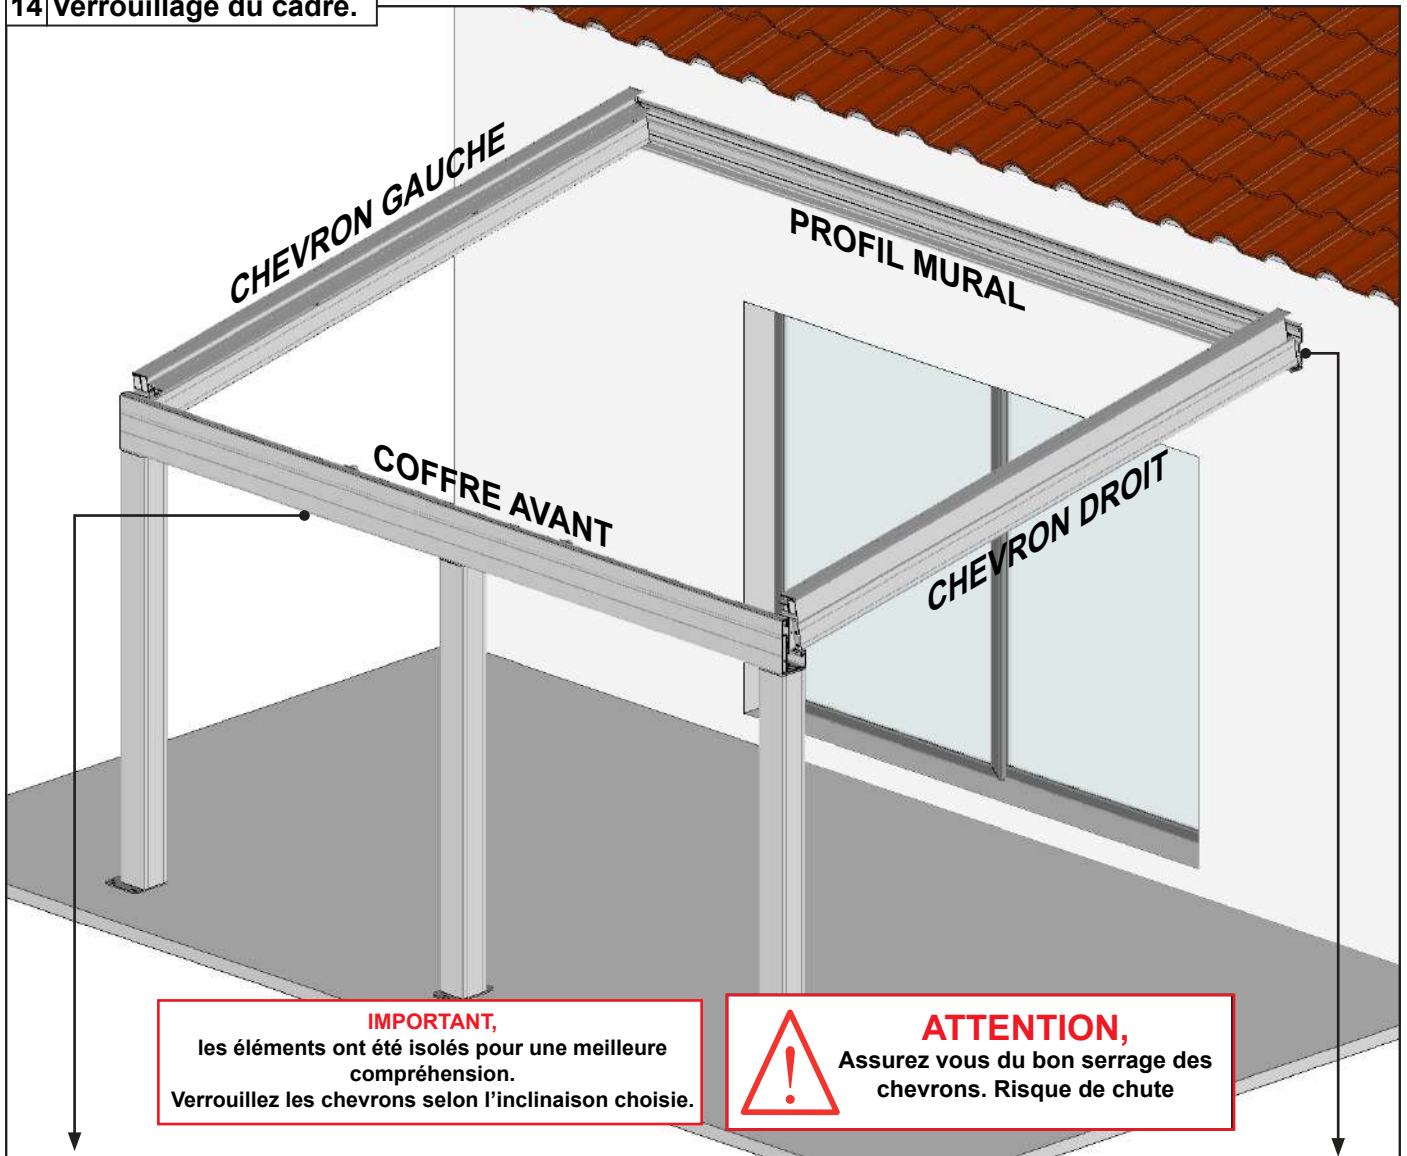 14 Verrouillage du cadre.
CHEVRON GAUCHE
PROFIL MURAL
COFFRE AVANT
CHEVRON DROIT
IMPORTANT,
les éléments ont été isolés pour une meilleure
compréhension.
Verrouillez les chevrons selon l’inclinaison choisie.
ATTENTION,
Assurez vous du bon serrage des
chevrons. Risque de chute